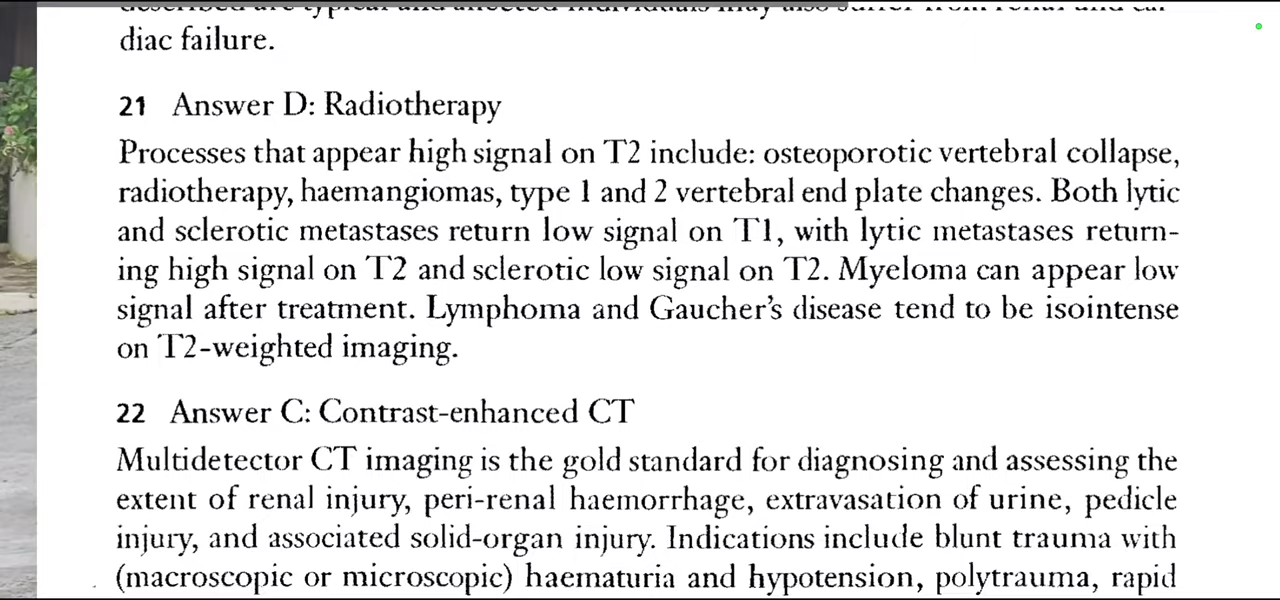 diac failure.
21 Answer D: Radiotherapy
Processes that appear high signal on T2 include: osteoporotic vertebral collapse,
radiotherapy, haemangiomas, type 1 and 2 vertebral end plate changes. Both lytic
and sclerotic metastases return low signal on T1, with lytic metastases return-
ing high signal on T2 and sclerotic low signal on T2. Myeloma can appear low
signal after treatment. Lymphoma and Gaucher's disease tend to be isointense
on T2-weighted imaging.
22 Answer C: Contrast-enhanced CT
Multidetector CT imaging is the gold standard for diagnosing and assessing the
extent of renal injury, peri-renal haemorrhage, extravasation of urine, pedicle
injury, and associated solid-organ injury. Indications include blunt trauma with
(macroscopic or microscopic) haematuria and hypotension, polytrauma, rapid